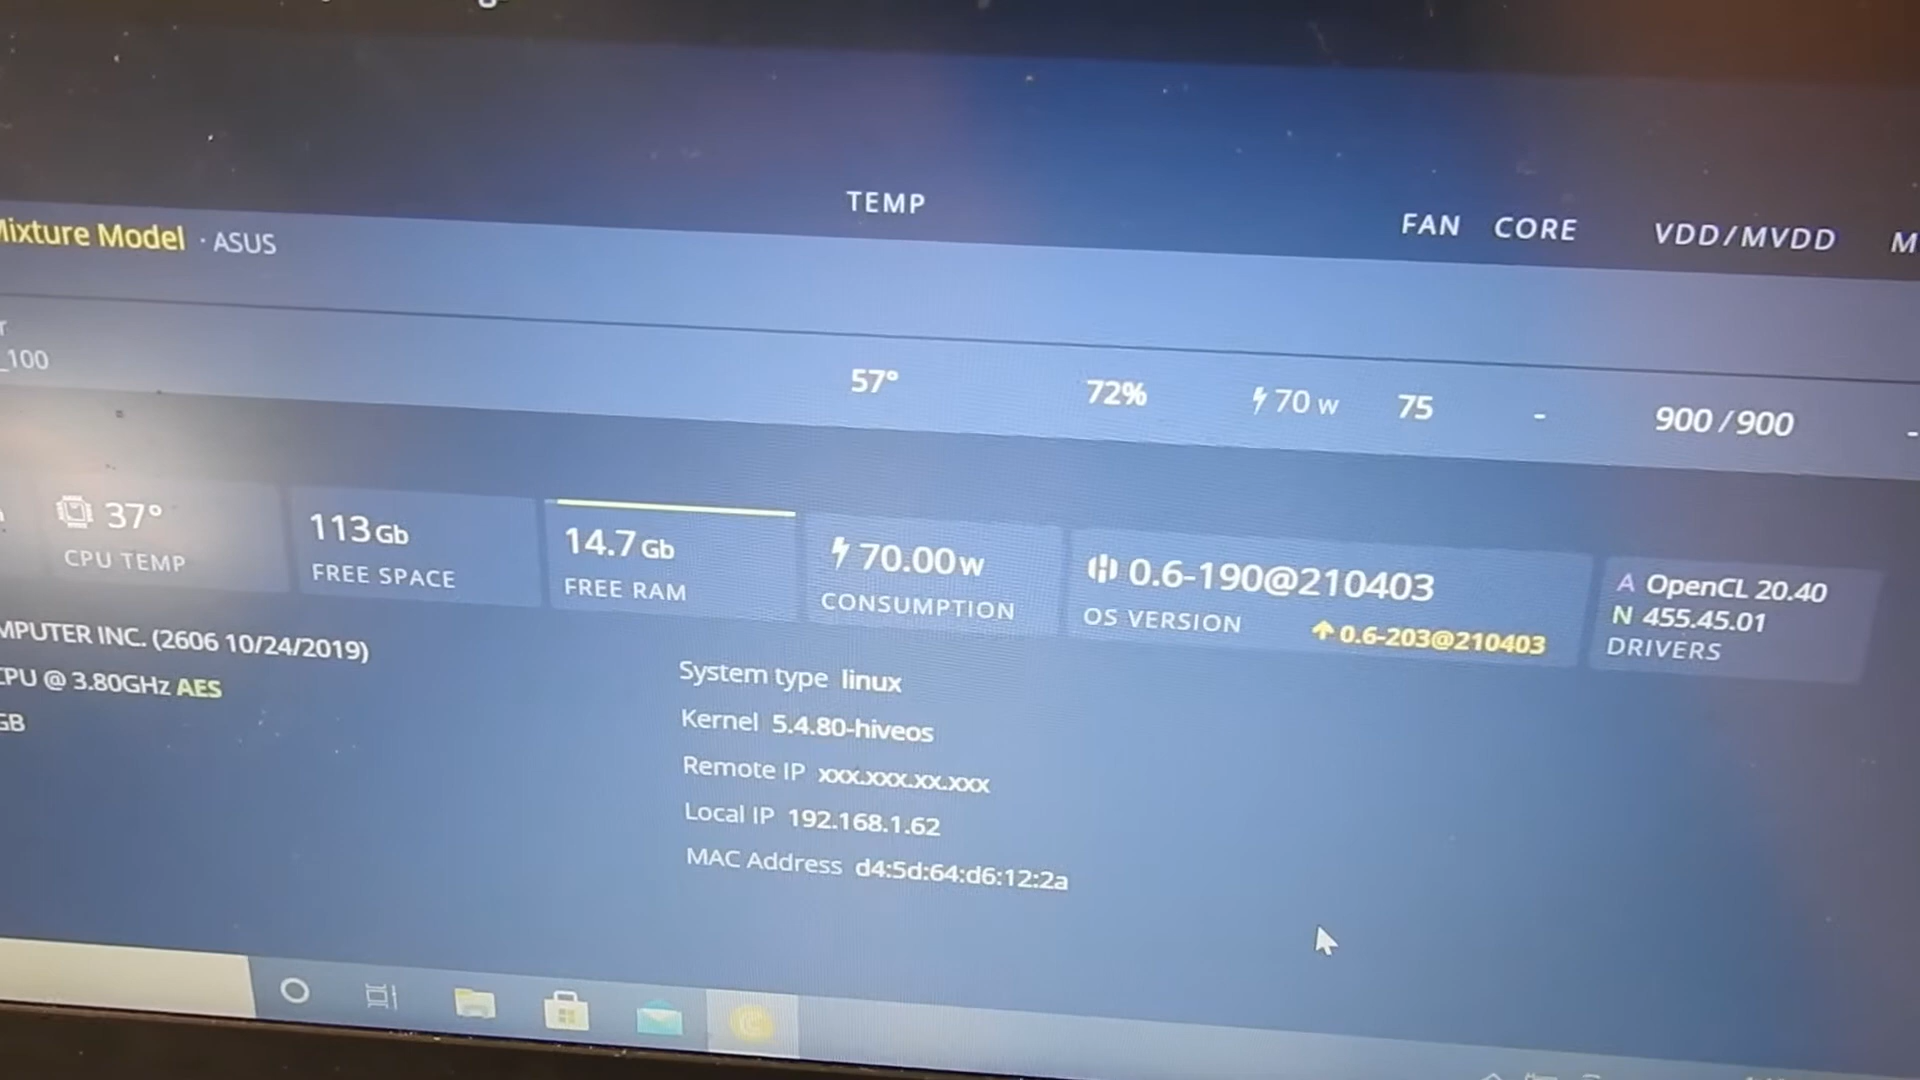 TEMP FAN CORE VDD/MVDD M
Mixture Model · ASUS
_100 57° 72% 70 w 75 - 900 / 900 -
37° 113 Gb 14.7 Gb 70.00 w 0.6-190@210403 A OpenCL 20.40
CPU TEMP FREE SPACE FREE RAM CONSUMPTION OS VERSION 0.6-203@210403 N 455.45.01
DRIVERS
MPUTER INC. (2606 10/24/2019)
CPU @ 3.80GHz AES
GB
System type linux
Kernel 5.4.80-hiveos
Remote IP xxx.xxx.xx.xxx
Local IP 192.168.1.62
MAC Address d4:5d:64:d6:12:2a